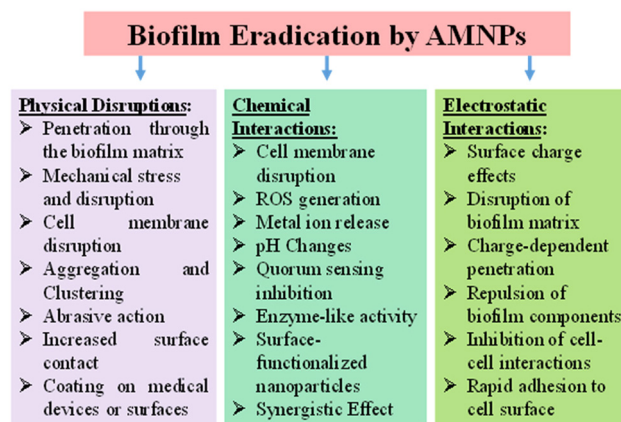 Biofilm Eradication by AMNPs
Physical Disruptions:
➢ Penetration through
the biofilm matrix
➢ Mechanical stress
and disruption
➢ Cell membrane
disruption
➢ Aggregation and
Clustering
➢ Abrasive action
➢ Increased surface
contact
➢ Coating on medical
devices or surfaces
Chemical
Interactions:
➢ Cell membrane
disruption
➢ ROS generation
➢ Metal ion release
➢ pH Changes
➢ Quorum sensing
inhibition
➢ Enzyme-like activity
➢ Surface-
functionalized
nanoparticles
➢ Synergistic Effect
Electrostatic
Interactions:
➢ Surface charge
effects
➢ Disruption of
biofilm matrix
➢ Charge-dependent
penetration
➢ Repulsion of
biofilm components
➢ Inhibition of cell-
cell interactions
➢ Rapid adhesion to
cell surface